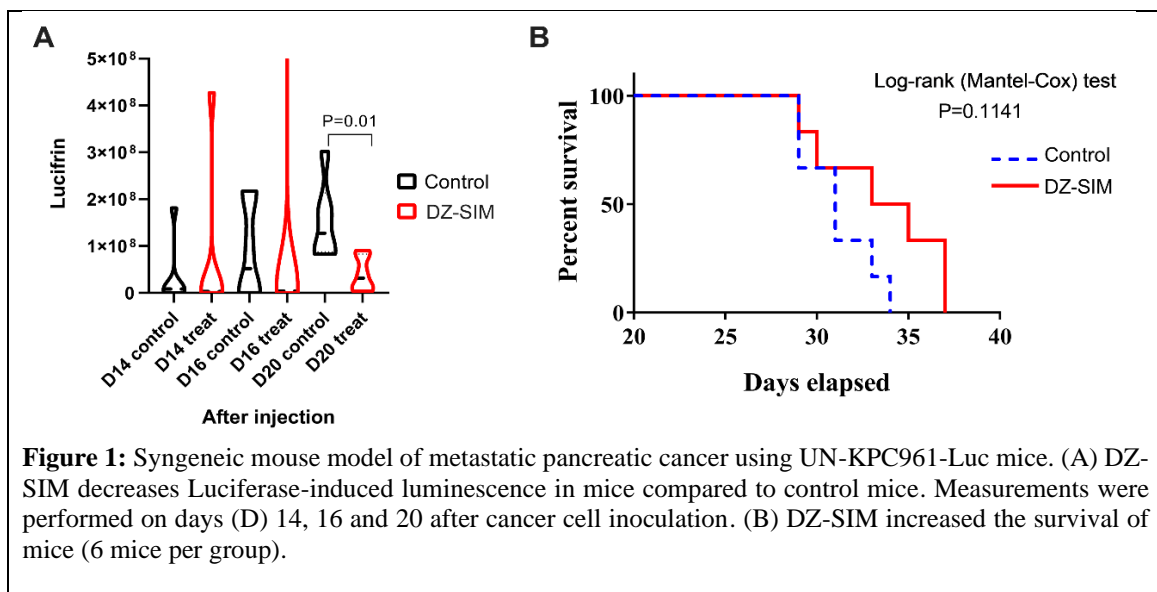 A
B
5×10⁸
4×10⁸
3×10⁸
2×10⁸
1×10⁸
0
Lucifrin
P=0.01
Control
DZ-SIM
D14 control
D14 treat
D16 control
D16 treat
D20 control
D20 treat
After injection
Log-rank (Mantel-Cox) test
P=0.1141
Control
DZ-SIM
100
50
0
Percent survival
20
25
30
35
40
Days elapsed
Figure 1: Syngeneic mouse model of metastatic pancreatic cancer using UN-KPC961-Luc mice. (A) DZ-
SIM decreases Luciferase-induced luminescence in mice compared to control mice. Measurements were
performed on days (D) 14, 16 and 20 after cancer cell inoculation. (B) DZ-SIM increased the survival of
mice (6 mice per group).